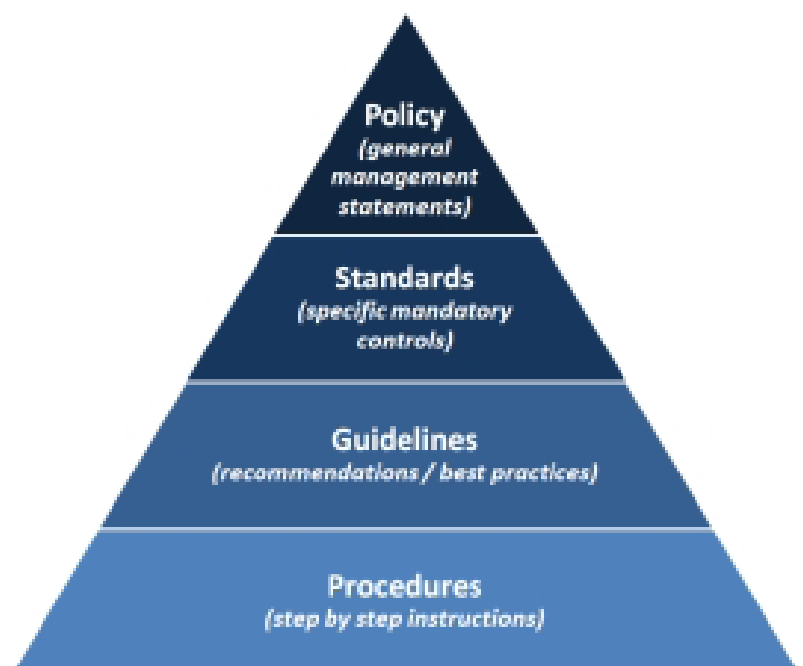 Policy
(general
management
statements)
Standards
(specific mandatory
controls)
Guidelines
(recommendations / best practices)
Procedures
(step by step instructions)